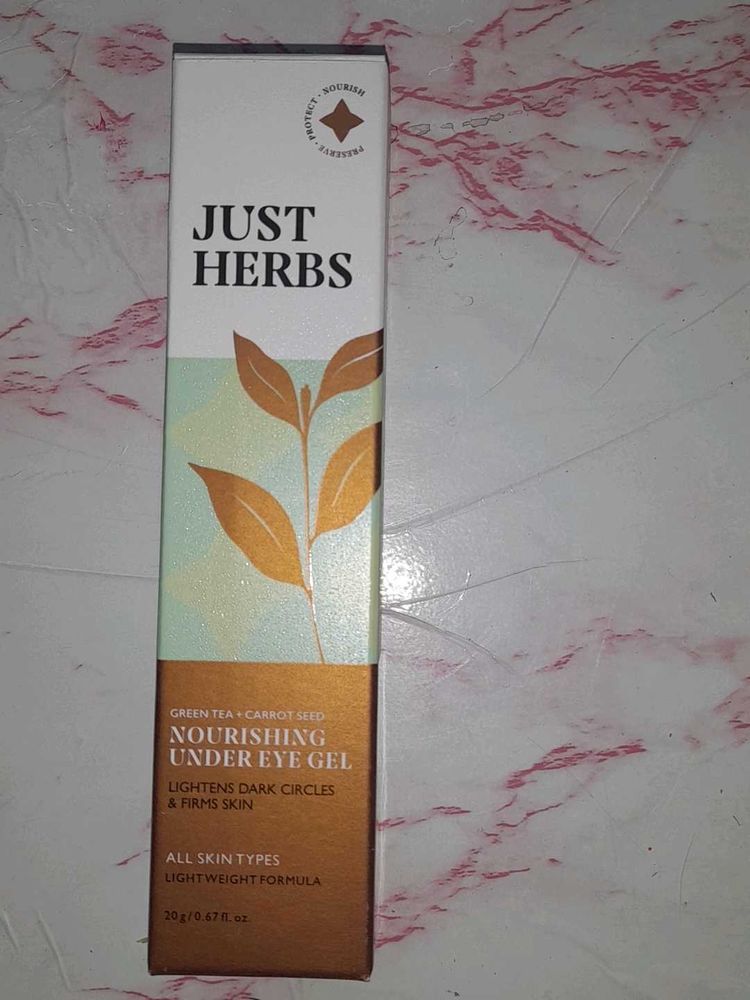 PROTECT · NOURISH
PRESERVE ·
JUST
HERBS
GREEN TEA + CARROT SEED
NOURISHING
UNDER EYE GEL
LIGHTENS DARK CIRCLES
& FIRMS SKIN
ALL SKIN TYPES
LIGHTWEIGHT FORMULA
20 g / 0.67 fl. oz.